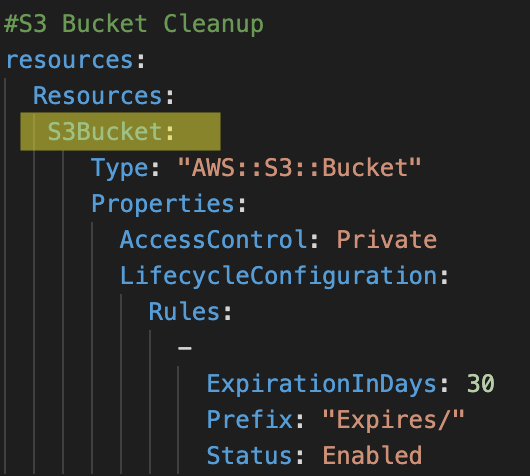 #S3 Bucket Cleanup
resources:
  Resources:
   S3Bucket:
      Type: "AWS::S3::Bucket"
      Properties:
        AccessControl: Private
        LifecycleConfiguration:
          Rules:
            -
              ExpirationInDays: 30
              Prefix: "Expires/"
              Status: Enabled